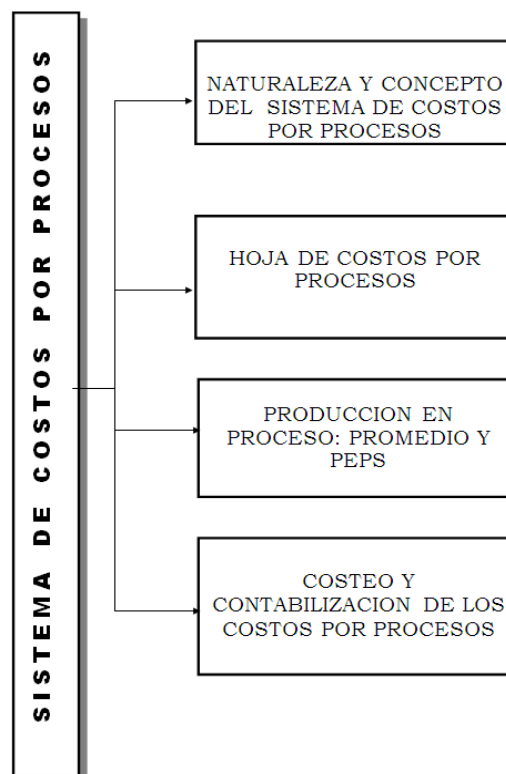 SISTEMA DE COSTOS POR PROCESOS
NATURALEZA Y CONCEPTO
DEL SISTEMA DE COSTOS
POR PROCESOS
HOJA DE COSTOS POR
PROCESOS
PRODUCCION EN
PROCESO: PROMEDIO Y
PEPS
COSTEO Y
CONTABILIZACION DE LOS
COSTOS POR PROCESOS